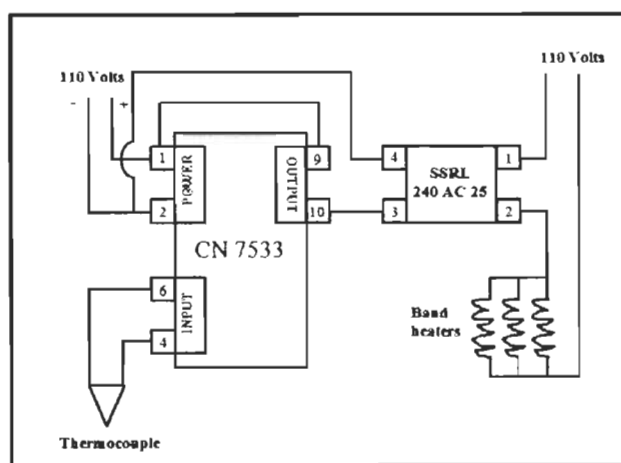 110 Volts
110 Volts
- +
1
9
4
1
POWER
OUTPUT
SSRL
240 AC 25
2
10
3
2
CN 7533
6
INPUT
4
Band
heaters
Thermocouple